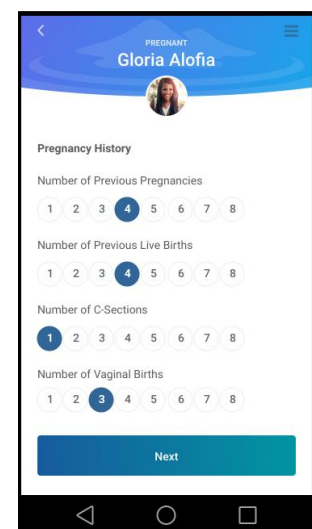 PREGNANT
Gloria Alofia
Pregnancy History
Number of Previous Pregnancies
1 2 3 4 5 6 7 8
Number of Previous Live Births
1 2 3 4 5 6 7 8
Number of C-Sections
1 2 3 4 5 6 7 8
Number of Vaginal Births
1 2 3 4 5 6 7 8
Next